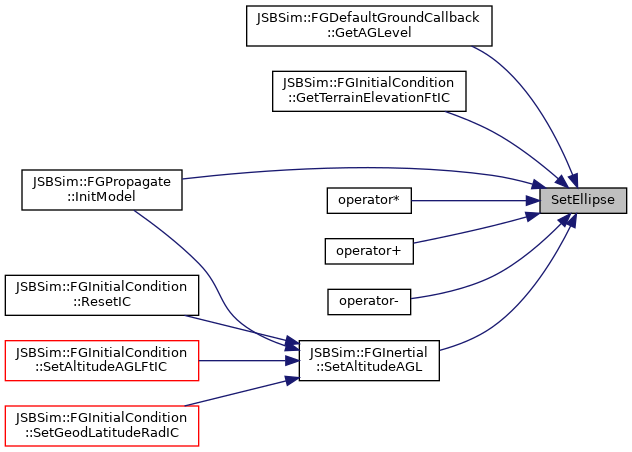 JSBSim::FGDefaultGroundCallback
::GetAGLevel
JSBSim::FGInitialCondition
::GetTerrainElevationFtIC
JSBSim::FGPropagate
::InitModel
operator*
SetEllipse
operator+
operator-
JSBSim::FGInitialCondition
::ResetIC
JSBSim::FGInitialCondition
::SetAltitudeAGLFtIC
JSBSim::FGInertial
::SetAltitudeAGL
JSBSim::FGInitialCondition
::SetGeodLatitudeRadIC